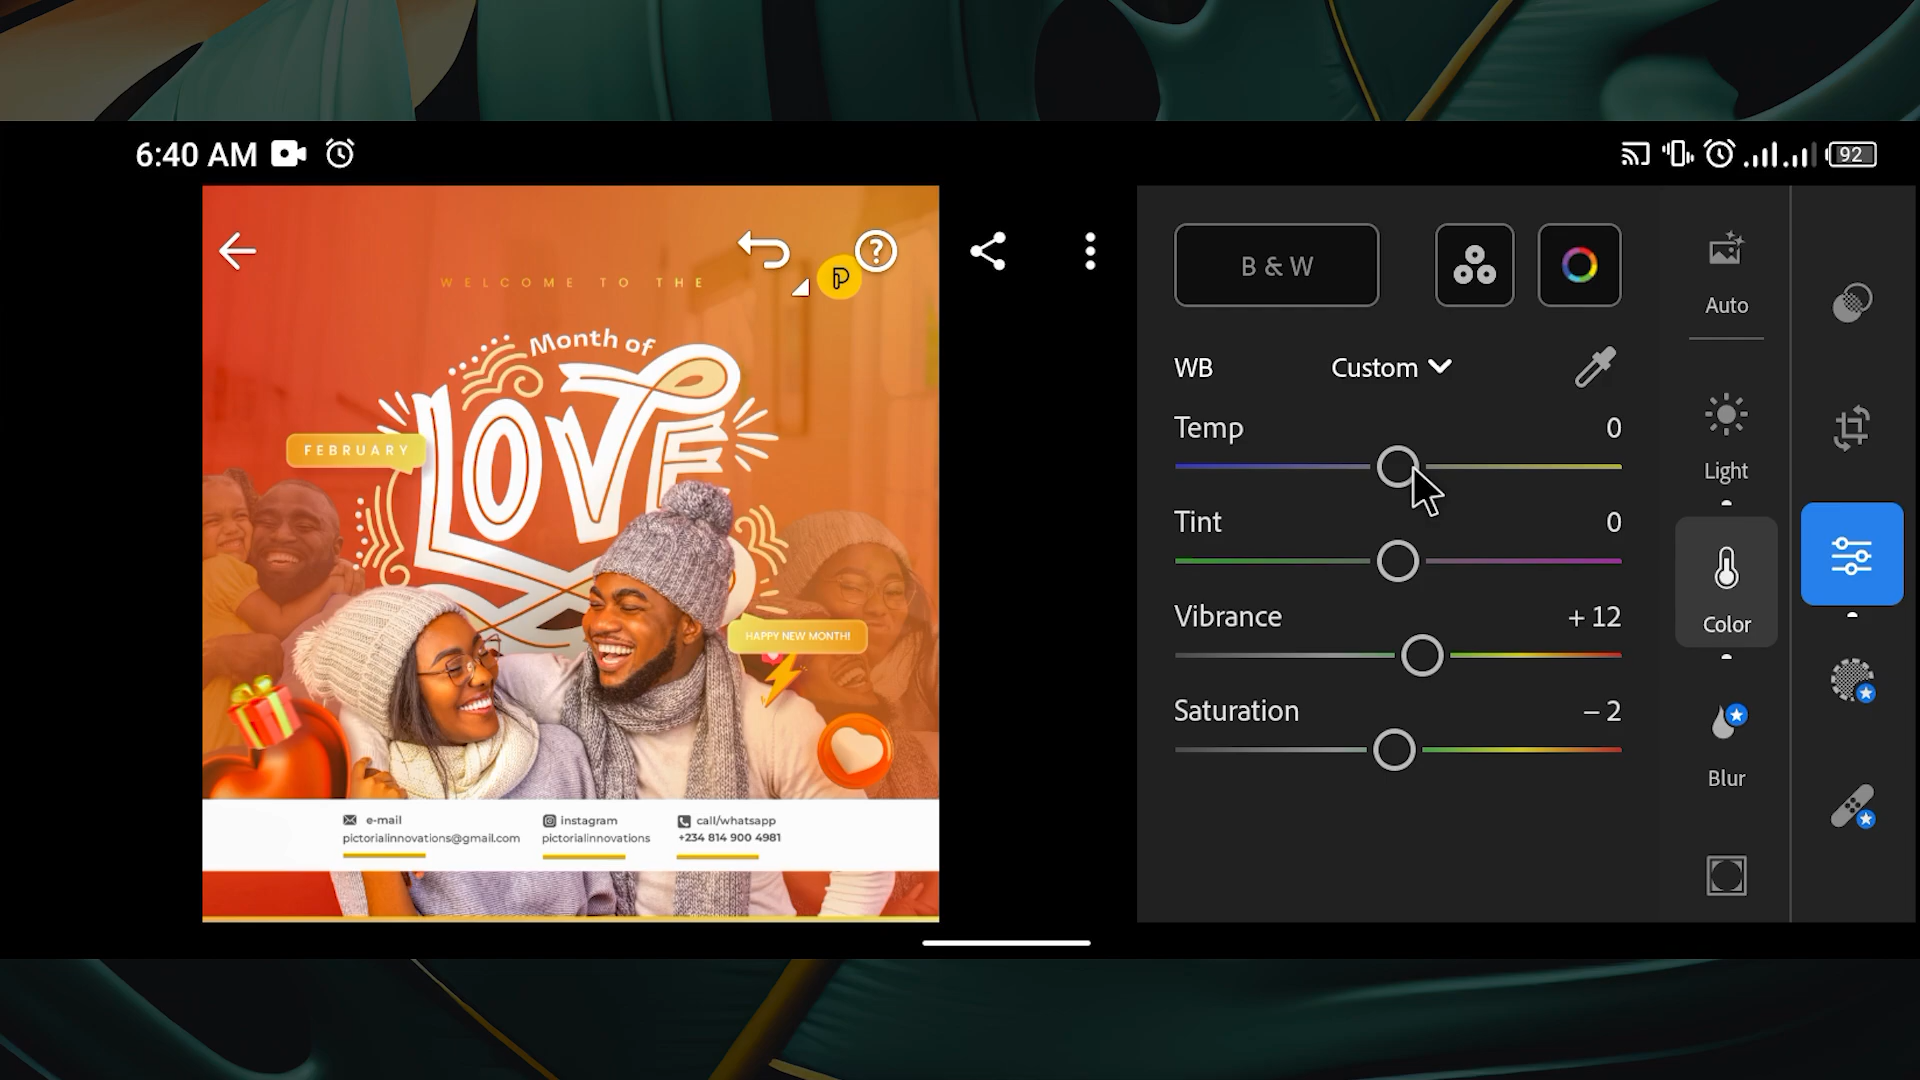 6:40 AM
92
WELCOME TO THE
Month of
LOVE
FEBRUARY
HAPPY NEW MONTH!
e-mail
pictorialinnovations@gmail.com
instagram
pictorialinnovations
call/whatsapp
+234 814 900 4981
B & W
WB
Custom
Temp
0
Tint
0
Vibrance
+ 12
Saturation
– 2
Auto
Light
Color
Blur